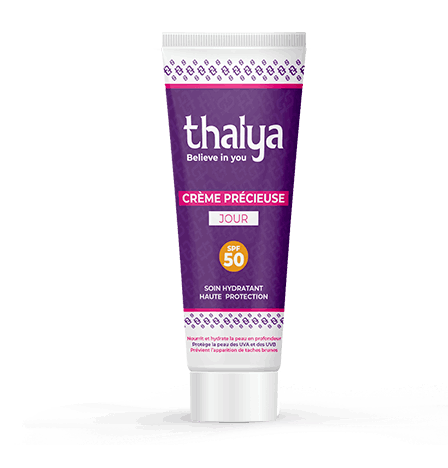 thalya
Believe in you
CRÈME PRÉCIEUSE
JOUR
SPF
50
SOIN HYDRATANT
HAUTE PROTECTION
Nourrit et hydrate la peau en profondeur
Protège la peau des UVA et des UVB
Prévient l'apparition de taches brunes